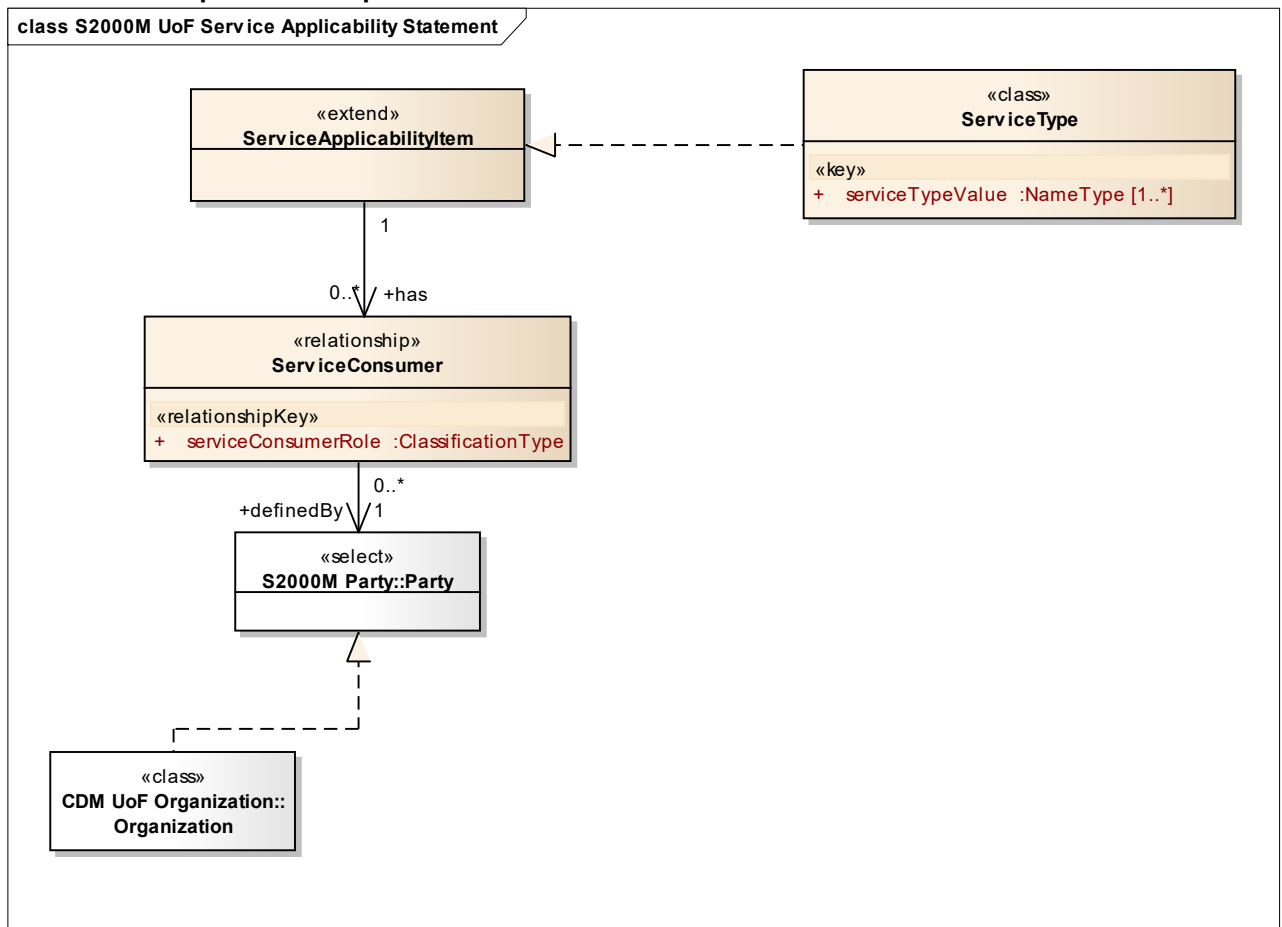 class S2000M UoF Service Applicability Statement
«extend»
ServiceApplicabilityItem
«class»
ServiceType
«key»
+ serviceTypeValue :NameType [1..*]
1
0..*
+has
«relationship»
ServiceConsumer
«relationshipKey»
+ serviceConsumerRole :ClassificationType
0..*
+definedBy
1
«select»
S2000M Party::Party
«class»
CDM UoF Organization::
Organization